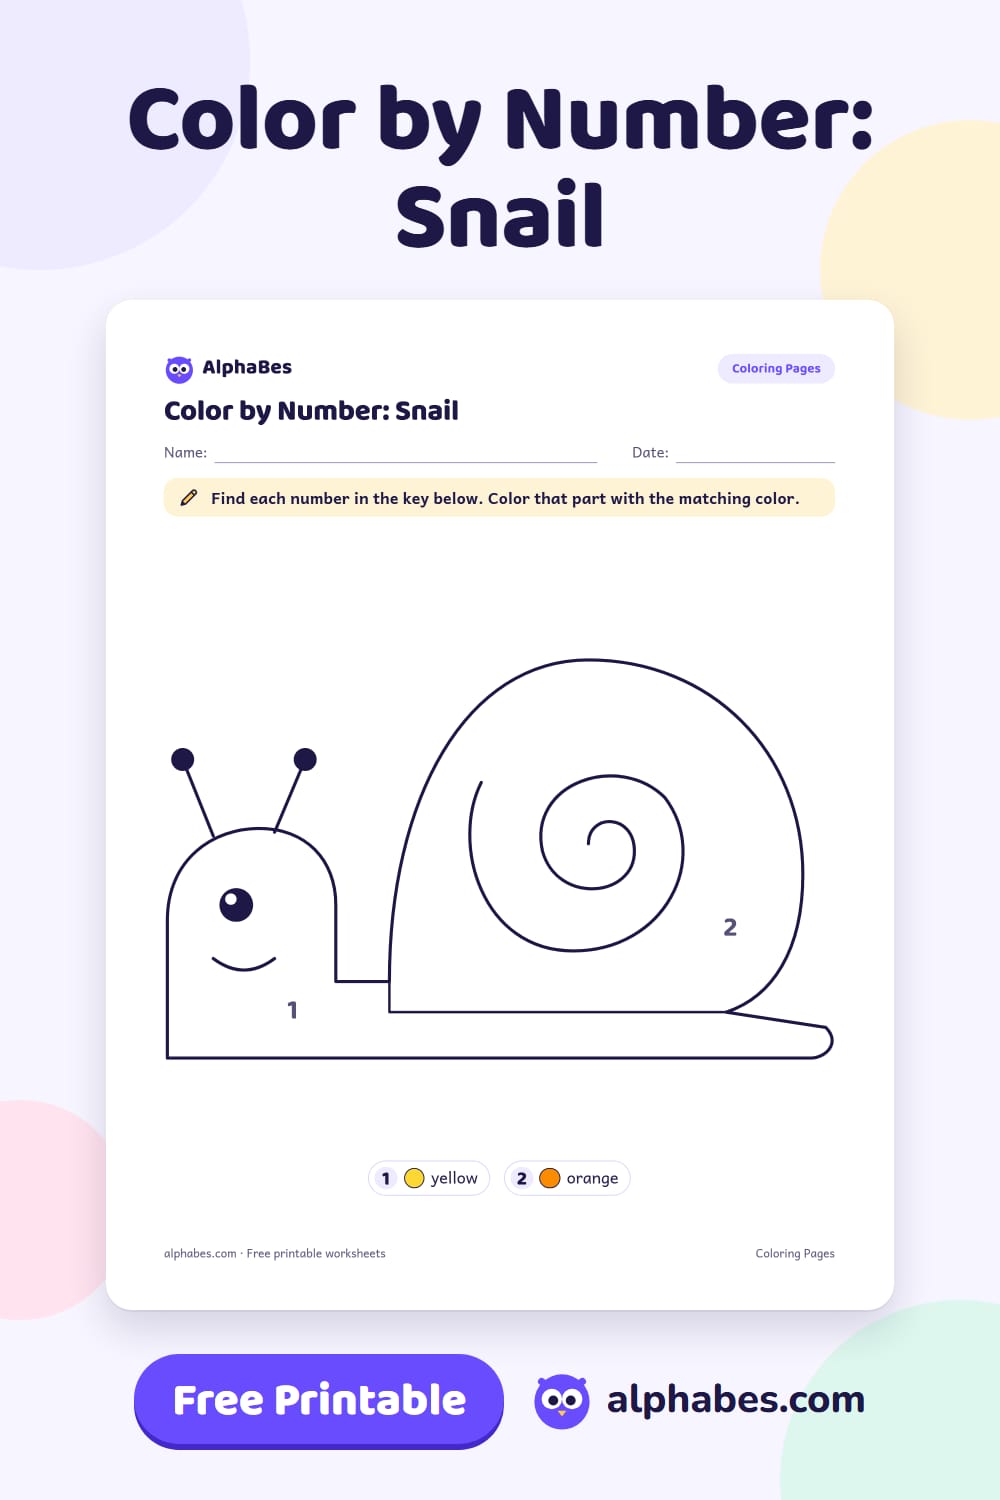 Color by Number:
Snail
AlphaBes
Coloring Pages
Color by Number: Snail
Name:
Date:
Find each number in the key below. Color that part with the matching color.
2
1
1 yellow
2 orange
alphabes.com · Free printable worksheets
Coloring Pages
Free Printable
alphabes.com